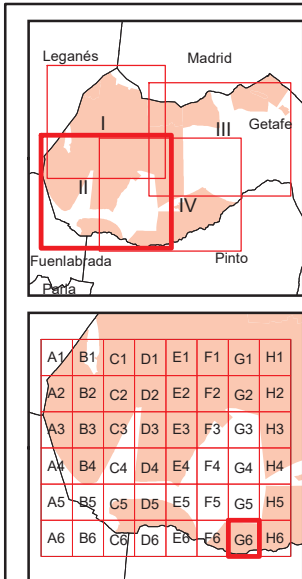 Leganés Madrid
I
III
Getafe
II
IV
Fuenlabrada Pinto
Parla
A1 B1 C1 D1 E1 F1 G1 H1
A2 B2 C2 D2 E2 F2 G2 H2
A3 B3 C3 D3 E3 F3 G3 H3
A4 B4 C4 D4 E4 F4 G4 H4
A5 B5 C5 D5 E5 F5 G5 H5
A6 B6 C6 D6 E6 F6 G6 H6